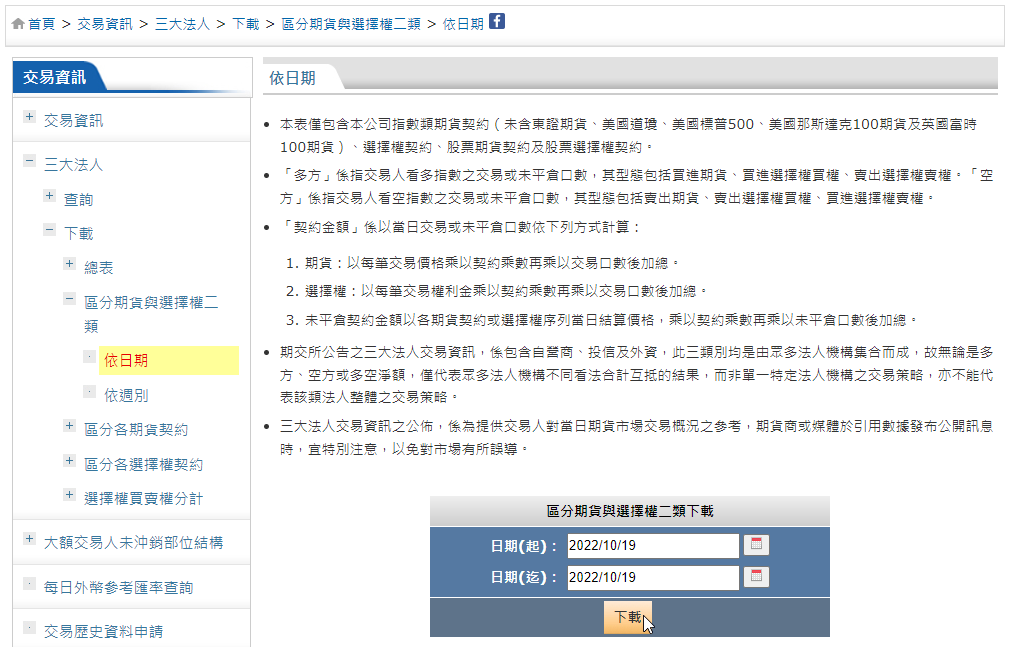 首頁 > 交易資訊 > 三大法人 > 下載 > 區分期貨與選擇權二類 > 依日期
交易資訊
+ 交易資訊
− 三大法人
+ 查詢
− 下載
+ 總表
− 區分期貨與選擇權二
類
依日期
依週別
+ 區分各期貨契約
+ 區分各選擇權契約
+ 選擇權買賣權分計
+ 大額交易人未沖銷部位結構
每日外幣參考匯率查詢
交易歷史資料申請
依日期
• 本表僅包含本公司指數類期貨契約（未含東證期貨、美國道瓊、美國標普500、美國那斯達克100期貨及英國富時
100期貨）、選擇權契約、股票期貨契約及股票選擇權契約。
• 「多方」係指交易人看多指數之交易或未平倉口數，其型態包括買進期貨、買進選擇權買權、賣出選擇權賣權。「空
方」係指交易人看空指數之交易或未平倉口數，其型態包括賣出期貨、賣出選擇權買權、買進選擇權賣權。
• 「契約金額」係以當日交易或未平倉口數依下列方式計算：
1. 期貨：以每筆交易價格乘以契約乘數再乘以交易口數後加總。
2. 選擇權：以每筆交易權利金乘以契約乘數再乘以交易口數後加總。
3. 未平倉契約金額以各期貨契約或選擇權序列當日結算價格，乘以契約乘數再乘以未平倉口數後加總。
• 期交所公告之三大法人交易資訊，係包含自營商、投信及外資，此三類別均是由眾多法人機構集合而成，故無論是多
方、空方或多空淨額，僅代表眾多法人機構不同看法合計互抵的結果，而非單一特定法人機構之交易策略，亦不能代
表該類法人整體之交易策略。
• 三大法人交易資訊之公佈，係為提供交易人對當日期貨市場交易概況之參考，期貨商或媒體於引用數據發布公開訊息
時，宜特別注意，以免對市場有所誤導。
區分期貨與選擇權二類下載
日期(起)： 2022/10/19
日期(迄)： 2022/10/19
下載